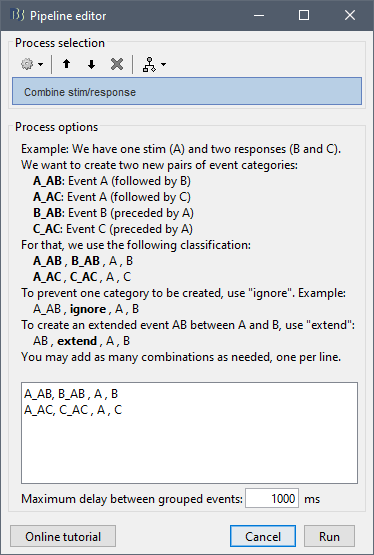 Pipeline editor
Process selection
Combine stim/response
Process options
Example: We have one stim (A) and two responses (B and C).
We want to create two new pairs of event categories:
A_AB: Event A (followed by B)
A_AC: Event A (followed by C)
B_AB: Event B (preceded by A)
C_AC: Event C (preceded by A)
For that, we use the following classification:
A_AB , B_AB , A , B
A_AC , C_AC , A , C
To prevent one category to be created, use "ignore". Example:
A_AB , ignore , A , B
To create an extended event AB between A and B, use "extend":
AB , extend , A , B
You may add as many combinations as needed, one per line.
A_AB, B_AB , A , B
A_AC, C_AC , A , C
Maximum delay between grouped events: 1000 ms
Online tutorial Cancel Run